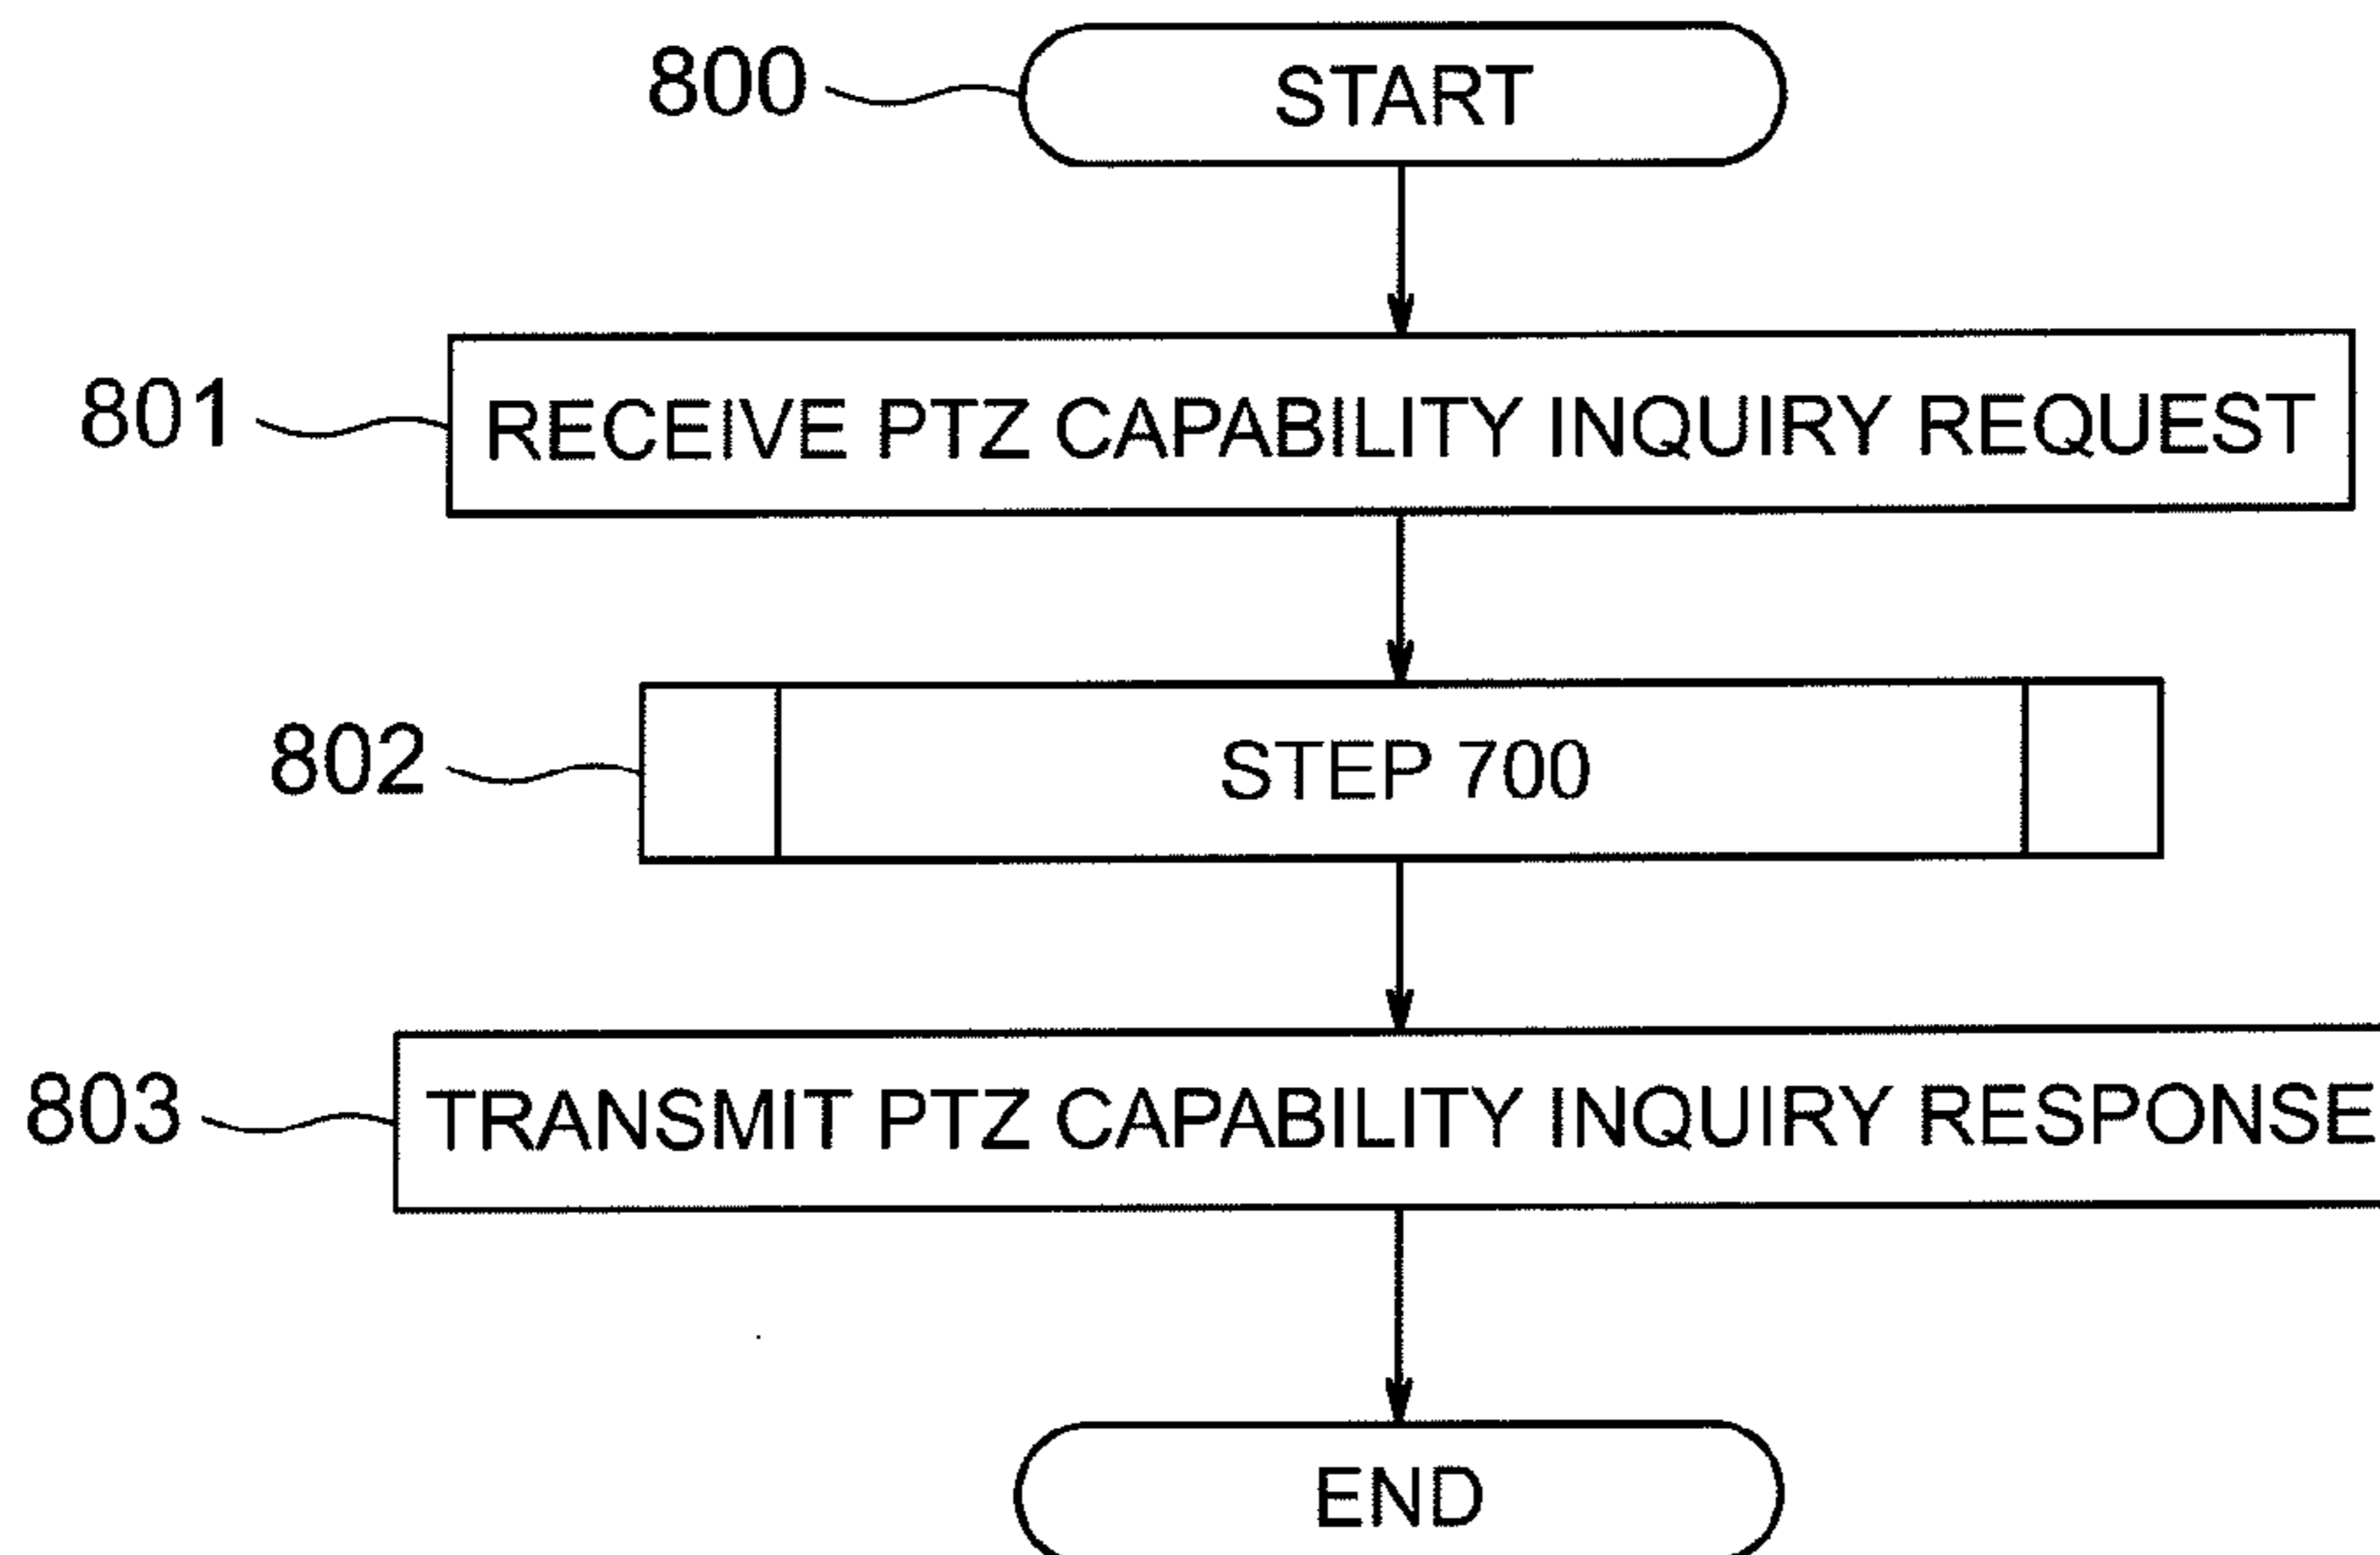 800 START
801 RECEIVE PTZ CAPABILITY INQUIRY REQUEST
802 STEP 700
803 TRANSMIT PTZ CAPABILITY INQUIRY RESPONSE
END